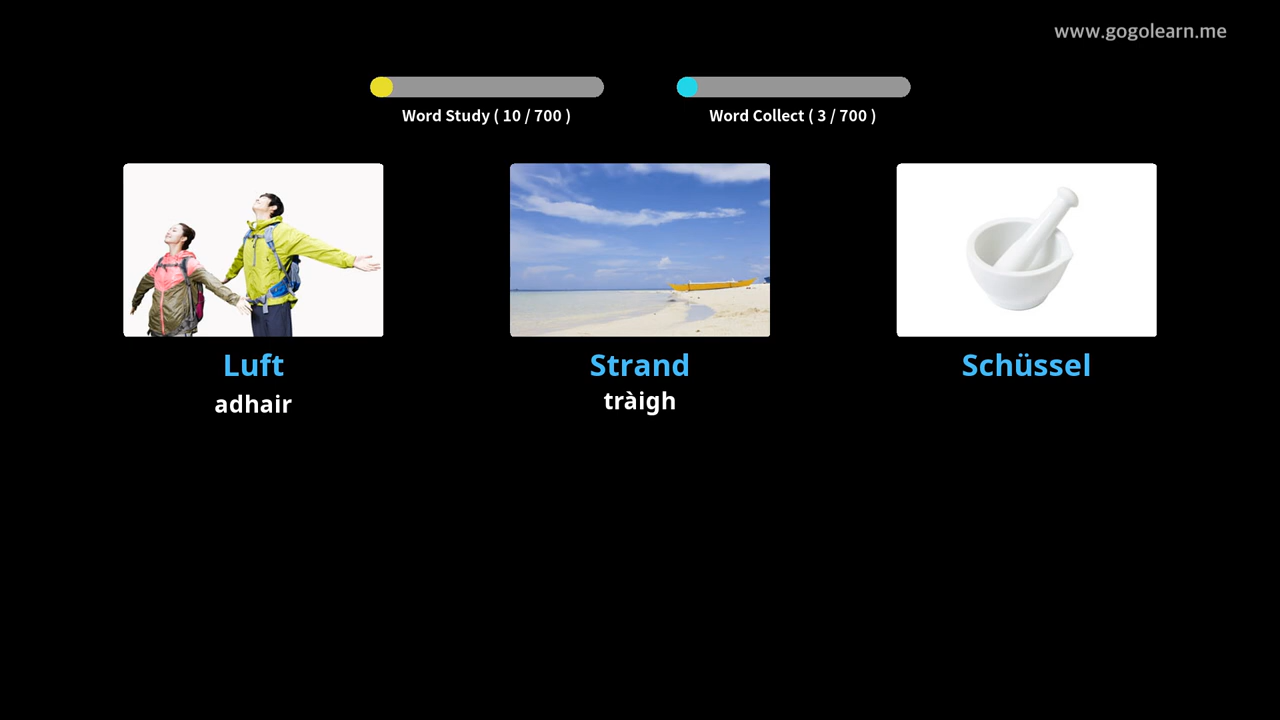 www.gogolearn.me
Word Study ( 10 / 700 )
Word Collect ( 3 / 700 )
Luft
Strand
Schüssel
adhair
tràigh